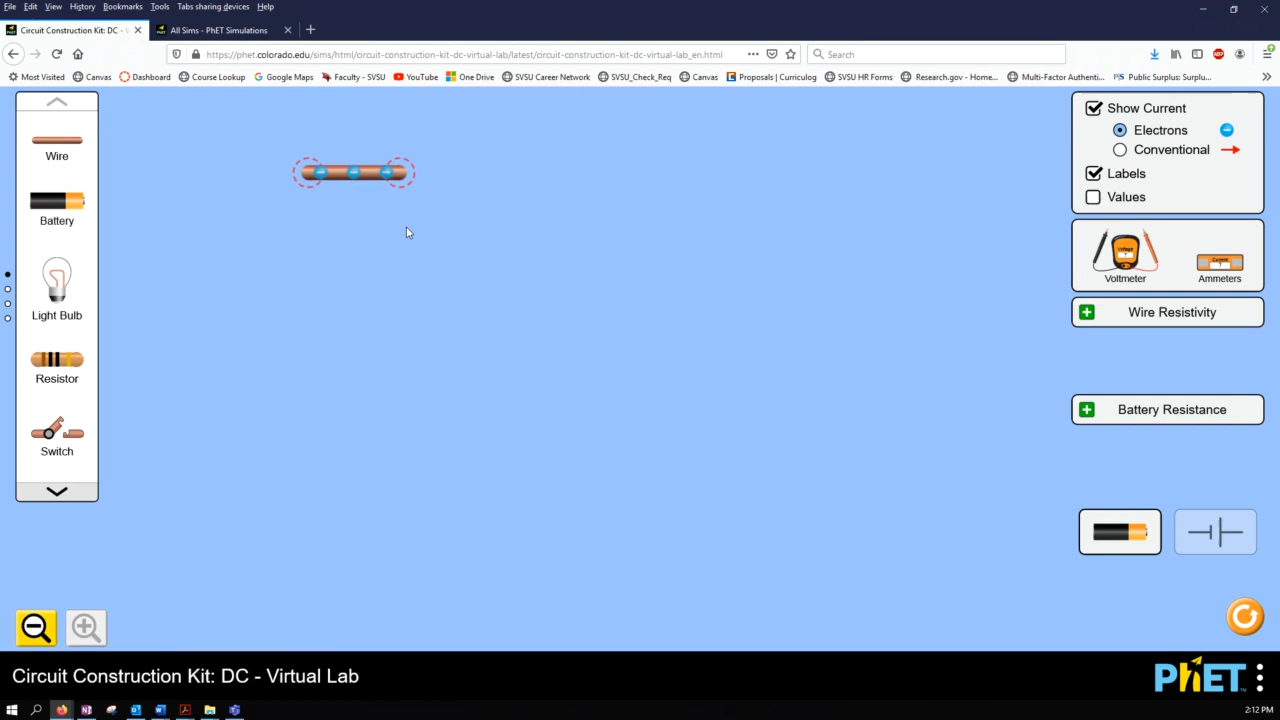 File Edit View History Bookmarks Tools Tabs sharing devices Help
Circuit Construction Kit: DC - V
All Sims - PhET Simulations
https://phet.colorado.edu/sims/html/circuit-construction-kit-dc-virtual-lab/latest/circuit-construction-kit-dc-virtual-lab_en.html
Search
Most Visited Canvas Dashboard Course Lookup Google Maps Faculty - SVSU YouTube One Drive SVSU Career Network SVSU_Check_Req Canvas Proposals | Curriculog SVSU HR Forms Research.gov - Home... Multi-Factor Authenti... Public Surplus: Surplu...
Wire
Battery
Light Bulb
Resistor
Switch
Show Current
Electrons
Conventional
Labels
Values
Voltage
?
Voltmeter
Current
?
Ammeters
Wire Resistivity
Battery Resistance
Circuit Construction Kit: DC - Virtual Lab
PhET
2:12 PM